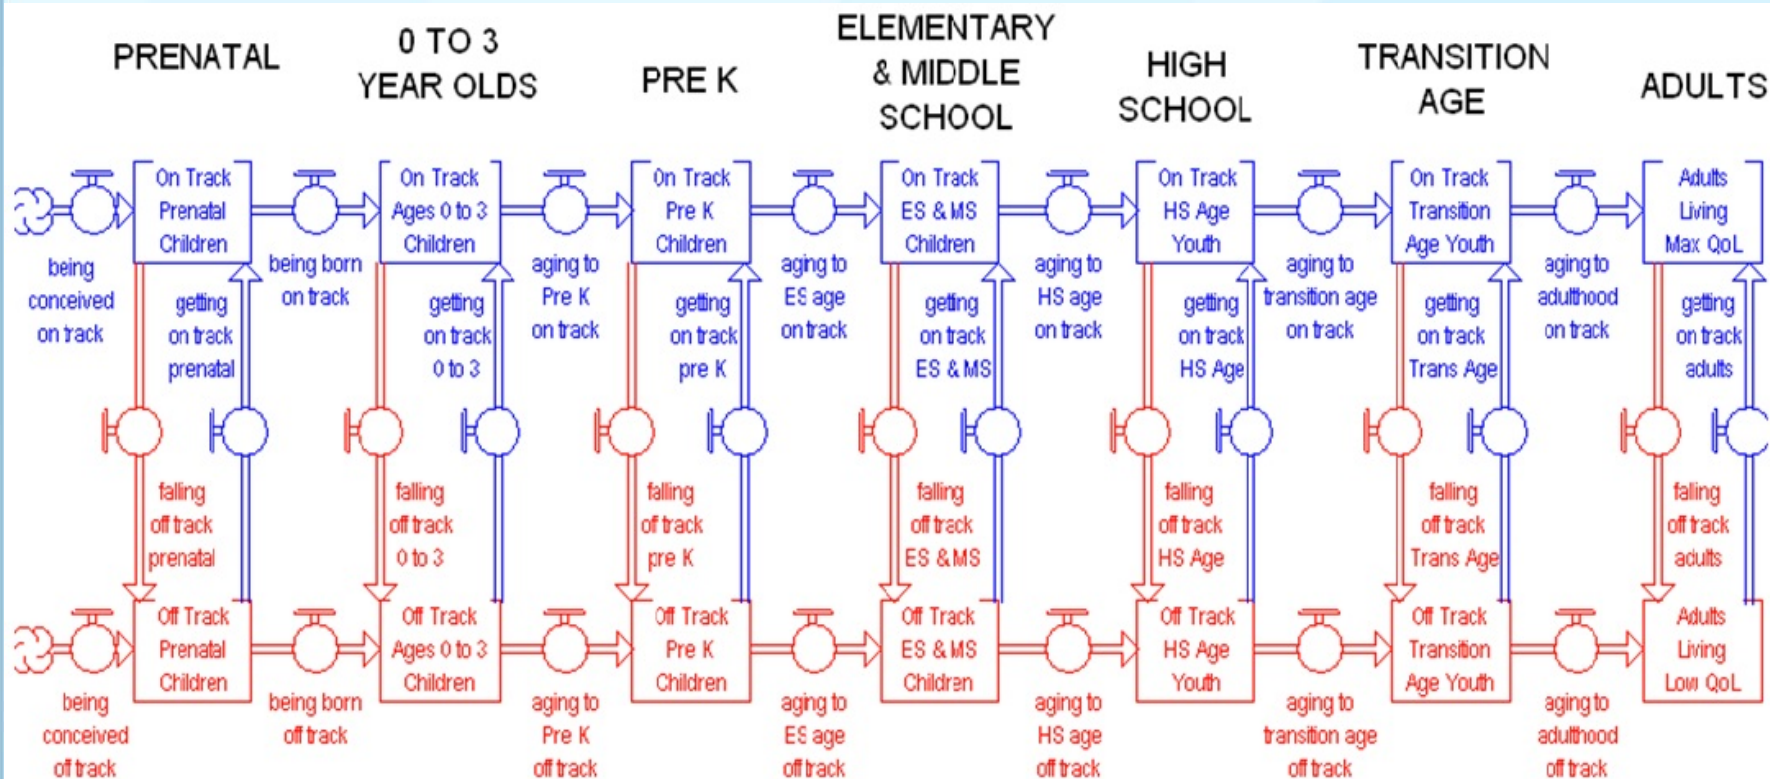 PRENATAL
0 TO 3
YEAR OLDS
PRE K
ELEMENTARY
& MIDDLE
SCHOOL
HIGH
SCHOOL
TRANSITION
AGE
ADULTS
On Track
Prenatal
Children
On Track
Ages 0 to 3
Children
On Track
Pre K
Children
On Track
ES & MS
Children
On Track
HS Age
Youth
On Track
Transition
Age Youth
Adults
Living
Max QoL
being
conceived
on track
getting
on track
prenatal
being born
on track
getting
on track
0 to 3
aging to
Pre K
on track
getting
on track
pre K
aging to
ES age
on track
getting
on track
ES & MS
aging to
HS age
on track
getting
on track
HS Age
aging to
transition age
on track
getting
on track
Trans Age
aging to
adulthood
on track
getting
on track
adults
falling
off track
prenatal
falling
off track
0 to 3
falling
off track
pre K
falling
off track
ES & MS
falling
off track
HS Age
falling
off track
Trans Age
falling
off track
adults
Off Track
Prenatal
Children
Off Track
Ages 0 to 3
Children
Off Track
Pre K
Children
Off Track
ES & MS
Children
Off Track
HS Age
Youth
Off Track
Transition
Age Youth
Adults
Living
Low QoL
being
conceived
off track
being born
off track
aging to
Pre K
off track
aging to
ES age
off track
aging to
HS age
off track
aging to
transition age
off track
aging to
adulthood
off track